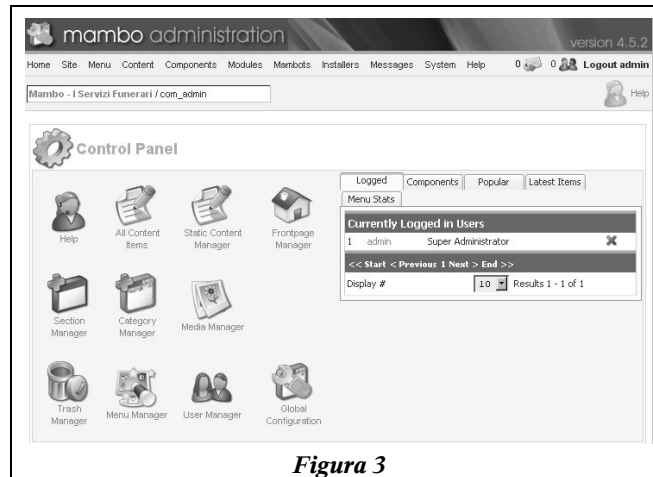 mambo administration
version 4.5.2
Home Site Menu Content Components Modules Mambots Installers Messages System Help 0 0 Logout admin
Mambo - I Servizi Funerari / com_admin
Help
Control Panel
Help
All Content Items
Static Content Manager
Frontpage Manager
Section Manager
Category Manager
Media Manager
Trash Manager
Menu Manager
User Manager
Global Configuration
Logged Components Popular Latest Items
Menu Stats
Currently Logged in Users
1 admin Super Administrator
<< Start < Previous 1 Next > End >>
Display # 10 Results 1 - 1 of 1
Figura 3